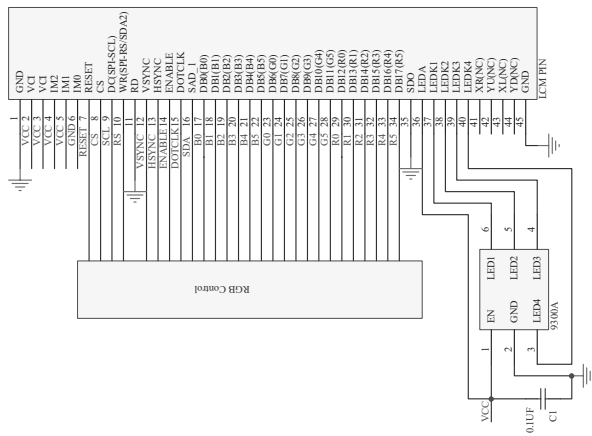 GND
VCI
VCI
IM2
IM1
IM0
RESET
CS
DC(SPI-SCL)
WR(SPI-RS/SDA2)
RD
VSYNC
HSYNC
ENABLE
DOTCLK
SAD_1
DB0(B0)
DB1(B1)
DB2(B2)
DB3(B3)
DB4(B4)
DB5(B5)
DB6(G0)
DB7(G1)
DB8(G2)
DB9(G3)
DB10(G4)
DB11(G5)
DB12(R0)
DB13(R1)
DB14(R2)
DB15(R3)
DB16(R4)
DB17(R5)
SDO
LEDA
LEDK1
LEDK2
LEDK3
LEDK4
XR(NC)
YU(NC)
XL(NC)
YD(NC)
GND
LCM PIN
1
VCC 2
VCC 3
VCC 4
VCC 5
GND 6
RESET 7
CS 8
SCL 9
RS 10
11
VSYNC 12
HSYNC 13
ENABLE 14
DOTCLK 15
SDA 16
B0 17
B1 18
B2 19
B3 20
B4 21
B5 22
G0 23
G1 24
G2 25
G3 26
G4 27
G5 28
R0 29
R1 30
R2 31
R3 32
R4 33
R5 34
35
36
37
38
39
40
41
42
43
44
45
RGB Control
6
5
4
LED1
LED2
LED3
EN
GND
LED4
9300A
1
2
3
VCC
0.1UF
C1